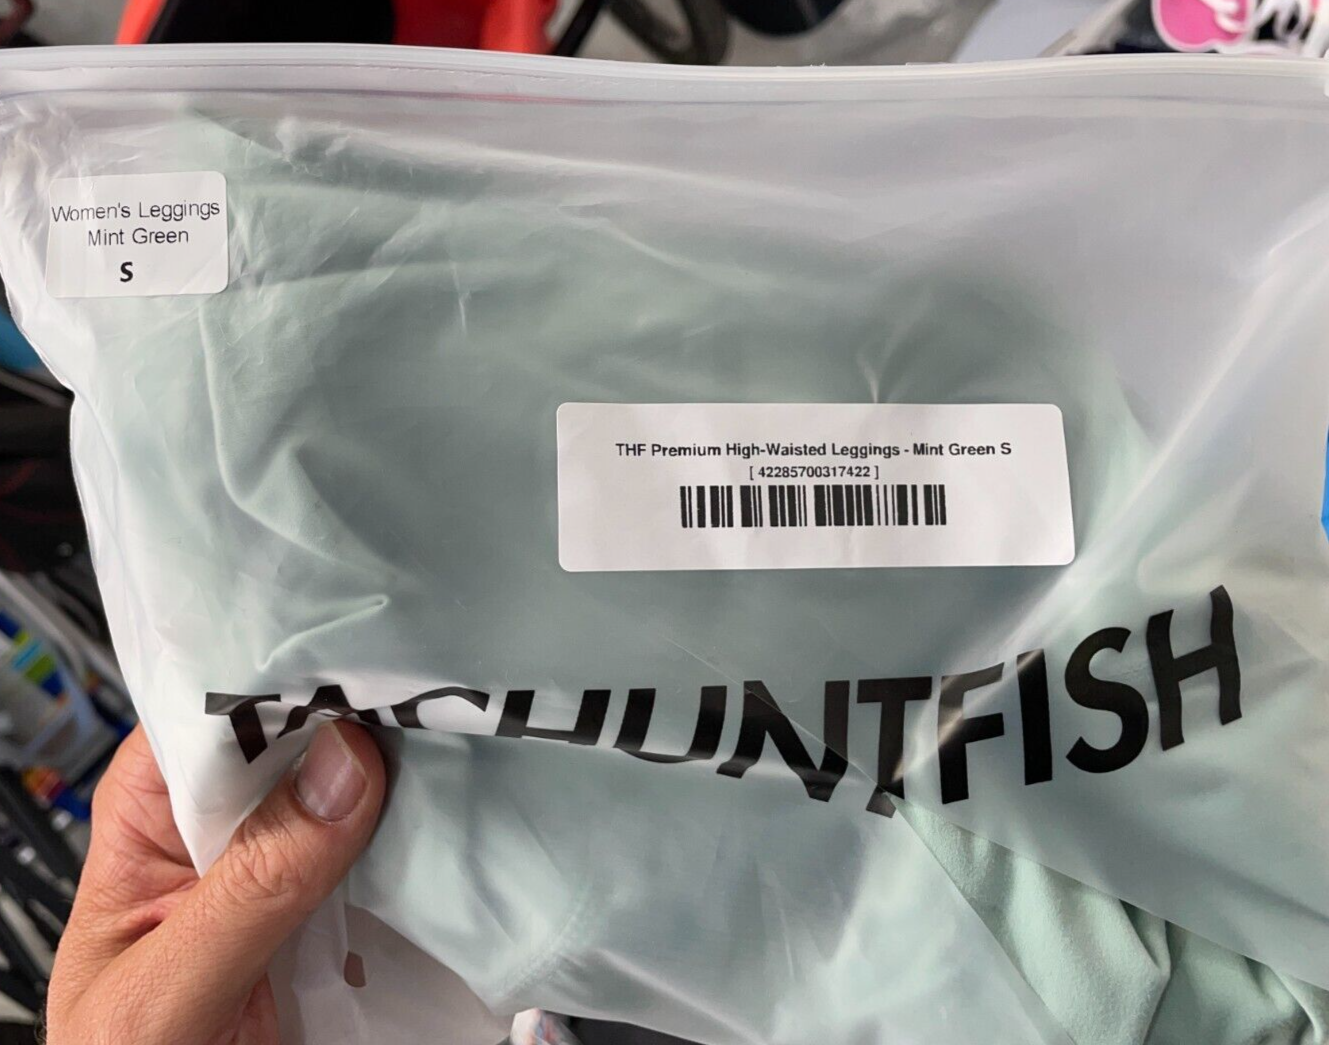 Women's Leggings
Mint Green
S
THF Premium High-Waisted Leggings - Mint Green S
[ 42285700317422 ]
TACHUNTFISH